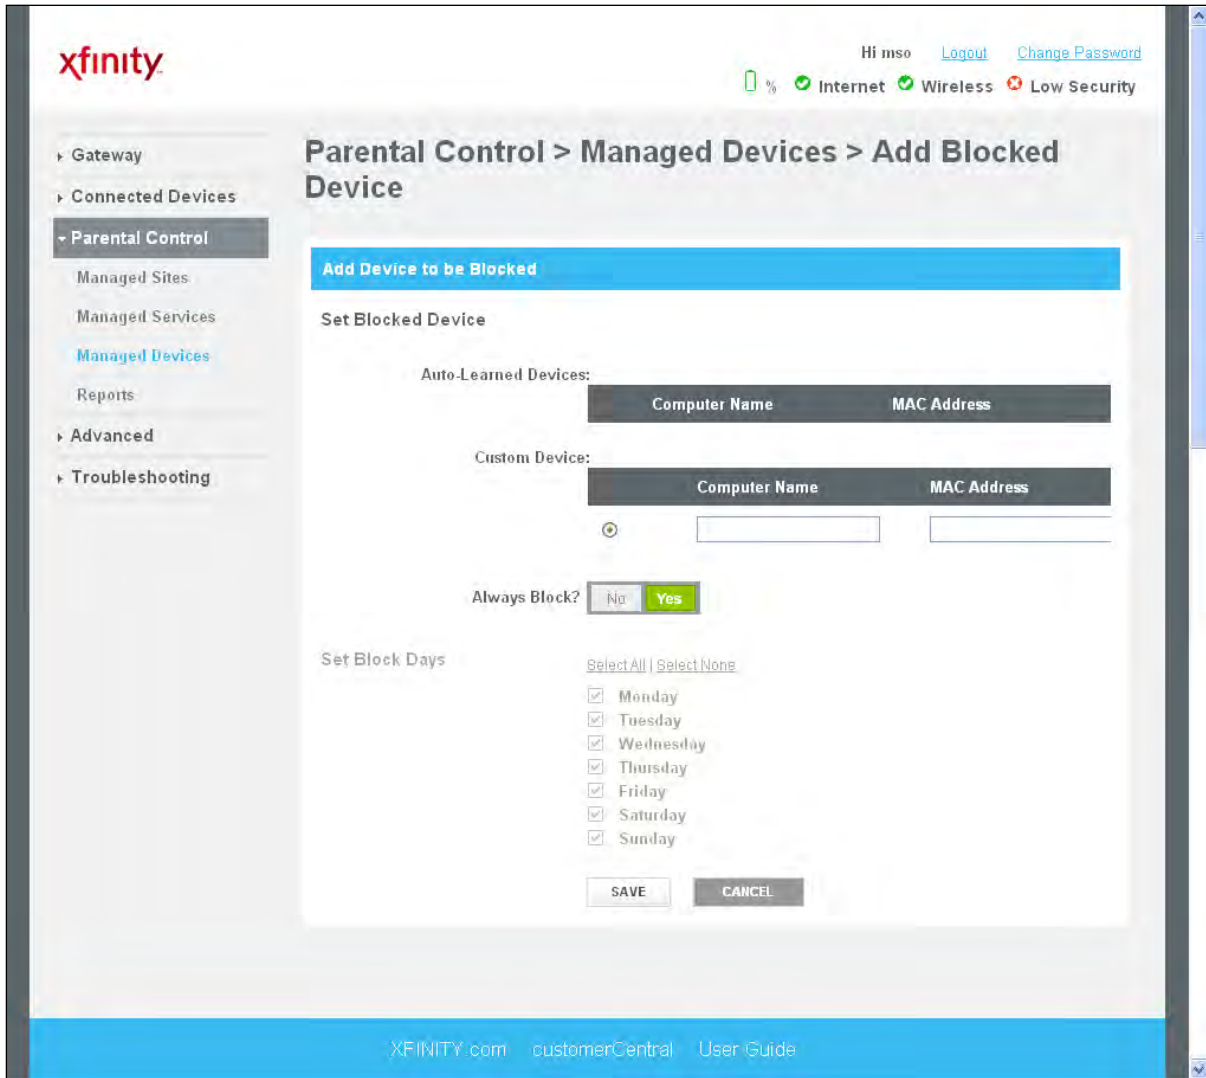 xfinity
Hi mso Logout Change Password
% Internet Wireless Low Security
Gateway
Connected Devices
Parental Control
Managed Sites
Managed Services
Managed Devices
Reports
Advanced
Troubleshooting
Parental Control > Managed Devices > Add Blocked
Device
Add Device to be Blocked
Set Blocked Device
Auto-Learned Devices:
Computer Name MAC Address
Custom Device:
Computer Name MAC Address
Always Block? No Yes
Set Block Days Select All | Select None
Monday
Tuesday
Wednesday
Thursday
Friday
Saturday
Sunday
SAVE CANCEL
XFINITY.com customerCentral User Guide